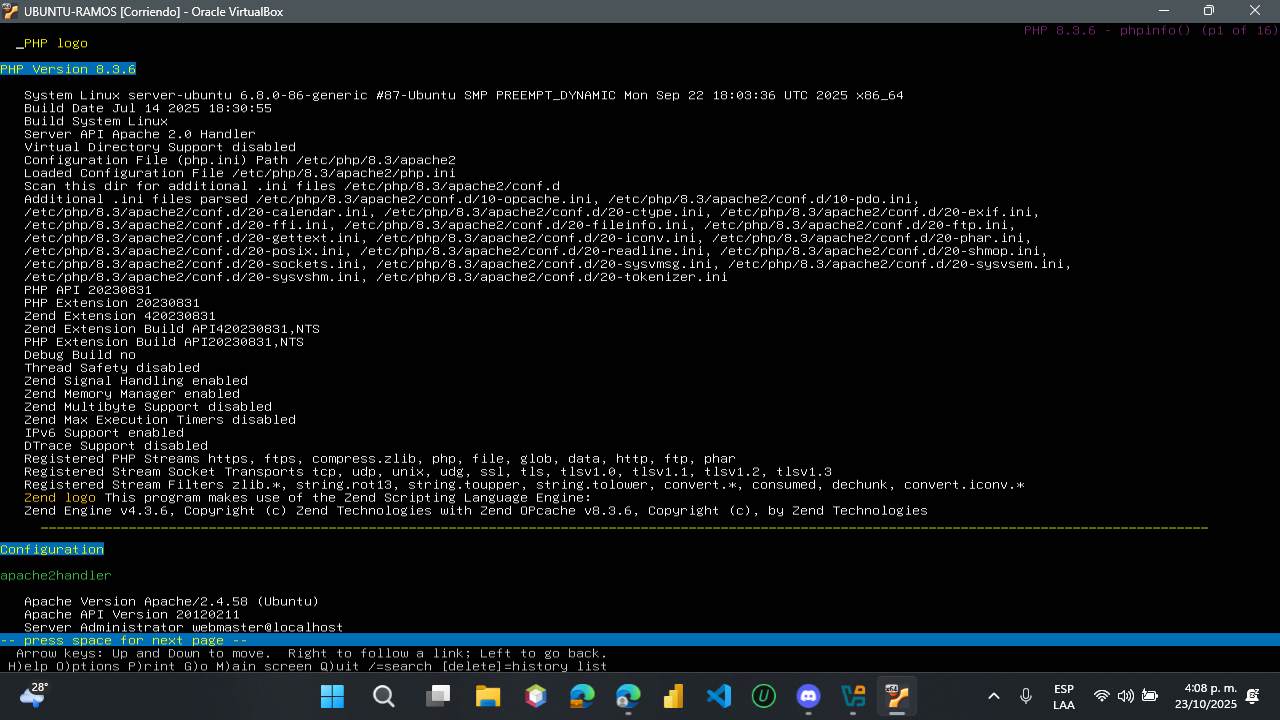 UBUNTU-RAMOS [Corriendo] - Oracle VirtualBox
PHP 8.3.6 - phpinfo() (p1 of 16)
_PHP logo
PHP Version 8.3.6
System Linux server-ubuntu 6.8.0-86-generic #87-Ubuntu SMP PREEMPT_DYNAMIC Mon Sep 22 18:03:36 UTC 2025 x86_64
Build Date Jul 14 2025 18:30:55
Build System Linux
Server API Apache 2.0 Handler
Virtual Directory Support disabled
Configuration File (php.ini) Path /etc/php/8.3/apache2
Loaded Configuration File /etc/php/8.3/apache2/php.ini
Scan this dir for additional .ini files /etc/php/8.3/apache2/conf.d
Additional .ini files parsed /etc/php/8.3/apache2/conf.d/10-opcache.ini, /etc/php/8.3/apache2/conf.d/10-pdo.ini,
/etc/php/8.3/apache2/conf.d/20-calendar.ini, /etc/php/8.3/apache2/conf.d/20-ctype.ini, /etc/php/8.3/apache2/conf.d/20-exif.ini,
/etc/php/8.3/apache2/conf.d/20-ffi.ini, /etc/php/8.3/apache2/conf.d/20-fileinfo.ini, /etc/php/8.3/apache2/conf.d/20-ftp.ini,
/etc/php/8.3/apache2/conf.d/20-gettext.ini, /etc/php/8.3/apache2/conf.d/20-iconv.ini, /etc/php/8.3/apache2/conf.d/20-phar.ini,
/etc/php/8.3/apache2/conf.d/20-posix.ini, /etc/php/8.3/apache2/conf.d/20-readline.ini, /etc/php/8.3/apache2/conf.d/20-shmop.ini,
/etc/php/8.3/apache2/conf.d/20-sockets.ini, /etc/php/8.3/apache2/conf.d/20-sysvmsg.ini, /etc/php/8.3/apache2/conf.d/20-sysvsem.ini,
/etc/php/8.3/apache2/conf.d/20-sysvshm.ini, /etc/php/8.3/apache2/conf.d/20-tokenizer.ini
PHP API 20230831
PHP Extension 20230831
Zend Extension 420230831
Zend Extension Build API420230831,NTS
PHP Extension Build API20230831,NTS
Debug Build no
Thread Safety disabled
Zend Signal Handling enabled
Zend Memory Manager enabled
Zend Multibyte Support disabled
Zend Max Execution Timers disabled
IPv6 Support enabled
DTrace Support disabled
Registered PHP Streams https, ftps, compress.zlib, php, file, glob, data, http, ftp, phar
Registered Stream Socket Transports tcp, udp, unix, udg, ssl, tls, tlsv1.0, tlsv1.1, tlsv1.2, tlsv1.3
Registered Stream Filters zlib.*, string.rot13, string.toupper, string.tolower, convert.*, consumed, dechunk, convert.iconv.*
Zend logo This program makes use of the Zend Scripting Language Engine:
Zend Engine v4.3.6, Copyright (c) Zend Technologies with Zend OPcache v8.3.6, Copyright (c), by Zend Technologies
Configuration
apache2handler
Apache Version Apache/2.4.58 (Ubuntu)
Apache API Version 20120211
Server Administrator webmaster@localhost
-- press space for next page --
Arrow keys: Up and Down to move.  Right to follow a link; Left to go back.
H)elp O)ptions P)rint G)o M)ain screen Q)uit /=search [delete]=history list
28°
ESP
LAA
4:08 p. m.
23/10/2025